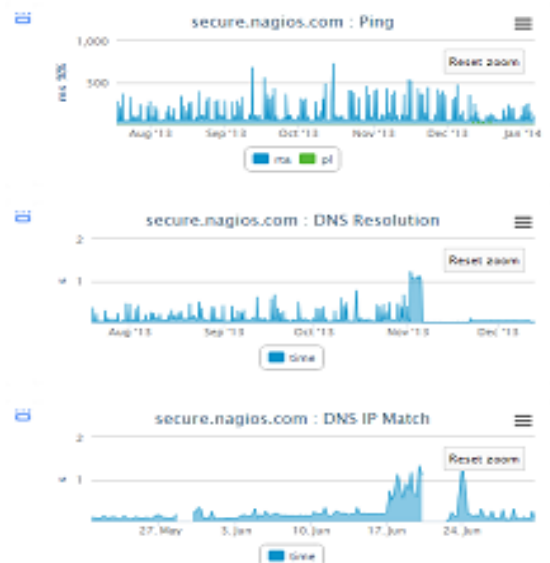 secure.nagios.com : Ping
1,000
Reset zoom
500
ms %%
Aug '13 Sep '13 Oct '13 Nov '13 Dec '13 Jan '14
rta pl
secure.nagios.com : DNS Resolution
2
Reset zoom
s 1
Aug '13 Sep '13 Oct '13 Nov '13 Dec '13
time
secure.nagios.com : DNS IP Match
2
Reset zoom
s 1
27. May 3. Jun 10. Jun 17. Jun 24. Jun
time